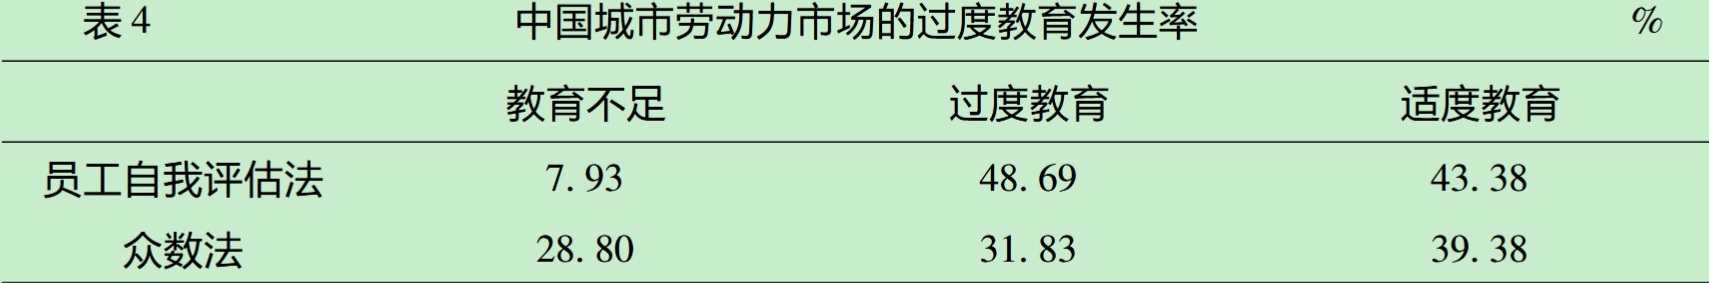 表 4 中国城市劳动力市场的过度教育发生率 %
教育不足 过度教育 适度教育
员工自我评估法 7. 93 48. 69 43. 38
众数法 28. 80 31. 83 39. 38